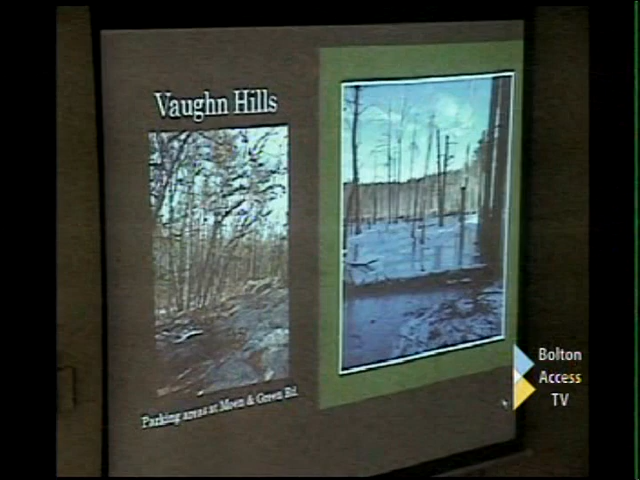 Vaughn Hills
Parking areas at Moen & Green Rd.
Bolton
Access
TV